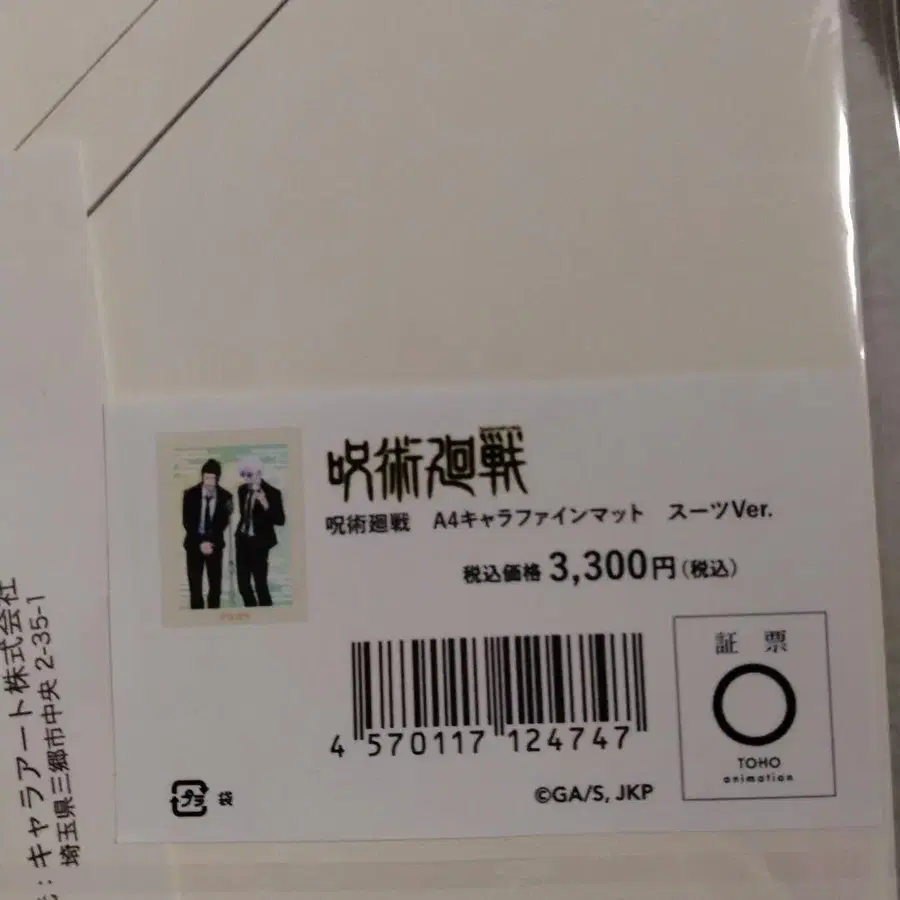 呪術廻戦
呪術廻戦 A4キャラファインマット スーツVer.
税込価格 3,300円(税込)
4 570117 124747
証票
TOHO
animation
©GA/S, JKP
プラ 袋
キャラアート株式会社
埼玉県三郷市中央 2-35-1